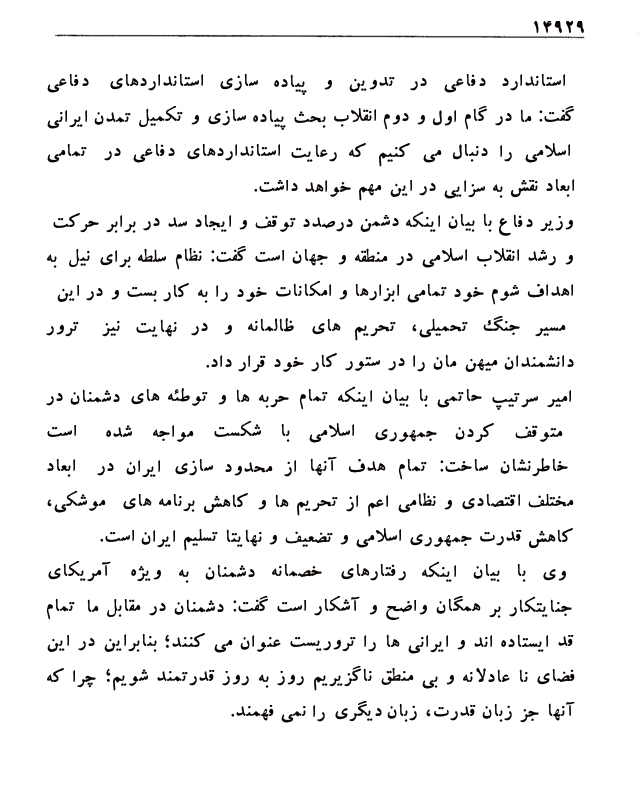 ۱۴۹۲۹
استاندارد دفاعی در تدوین و پیاده سازی استانداردهای دفاعی
گفت: ما در گام اول و دوم انقلاب بحث پیاده سازی و تکمیل تمدن ایرانی
اسلامی را دنبال می کنیم که رعایت استانداردهای دفاعی در تمامی
ابعاد نقش به سزایی در این مهم خواهد داشت.
وزیر دفاع با بیان اینکه دشمن درصدد توقف و ایجاد سد در برابر حرکت
و رشد انقلاب اسلامی در منطقه و جهان است گفت: نظام سلطه برای نیل به
اهداف شوم خود تمامی ابزارها و امکانات خود را به کار بست و در این
مسیر جنگ تحمیلی، تحریم های ظالمانه و در نهایت نیز ترور
دانشمندان میهن مان را در ستور کار خود قرار داد.
امیر سرتیپ حاتمی با بیان اینکه تمام حربه ها و توطئه های دشمنان در
متوقف کردن جمهوری اسلامی با شکست مواجه شده است
خاطرنشان ساخت: تمام هدف آنها از محدود سازی ایران در ابعاد
مختلف اقتصادی و نظامی اعم از تحریم ها و کاهش برنامه های موشکی،
کاهش قدرت جمهوری اسلامی و تضعیف و نهایتا تسلیم ایران است.
وی با بیان اینکه رفتارهای خصمانه دشمنان به ویژه آمریکای
جنایتکار بر همگان واضح و آشکار است گفت: دشمنان در مقابل ما تمام
قد ایستاده اند و ایرانی ها را تروریست عنوان می کنند؛ بنابراین در این
فضای نا عادلانه و بی منطق ناگزیریم روز به روز قدرتمند شویم؛ چرا که
آنها جز زبان قدرت، زبان دیگری را نمی فهمند.